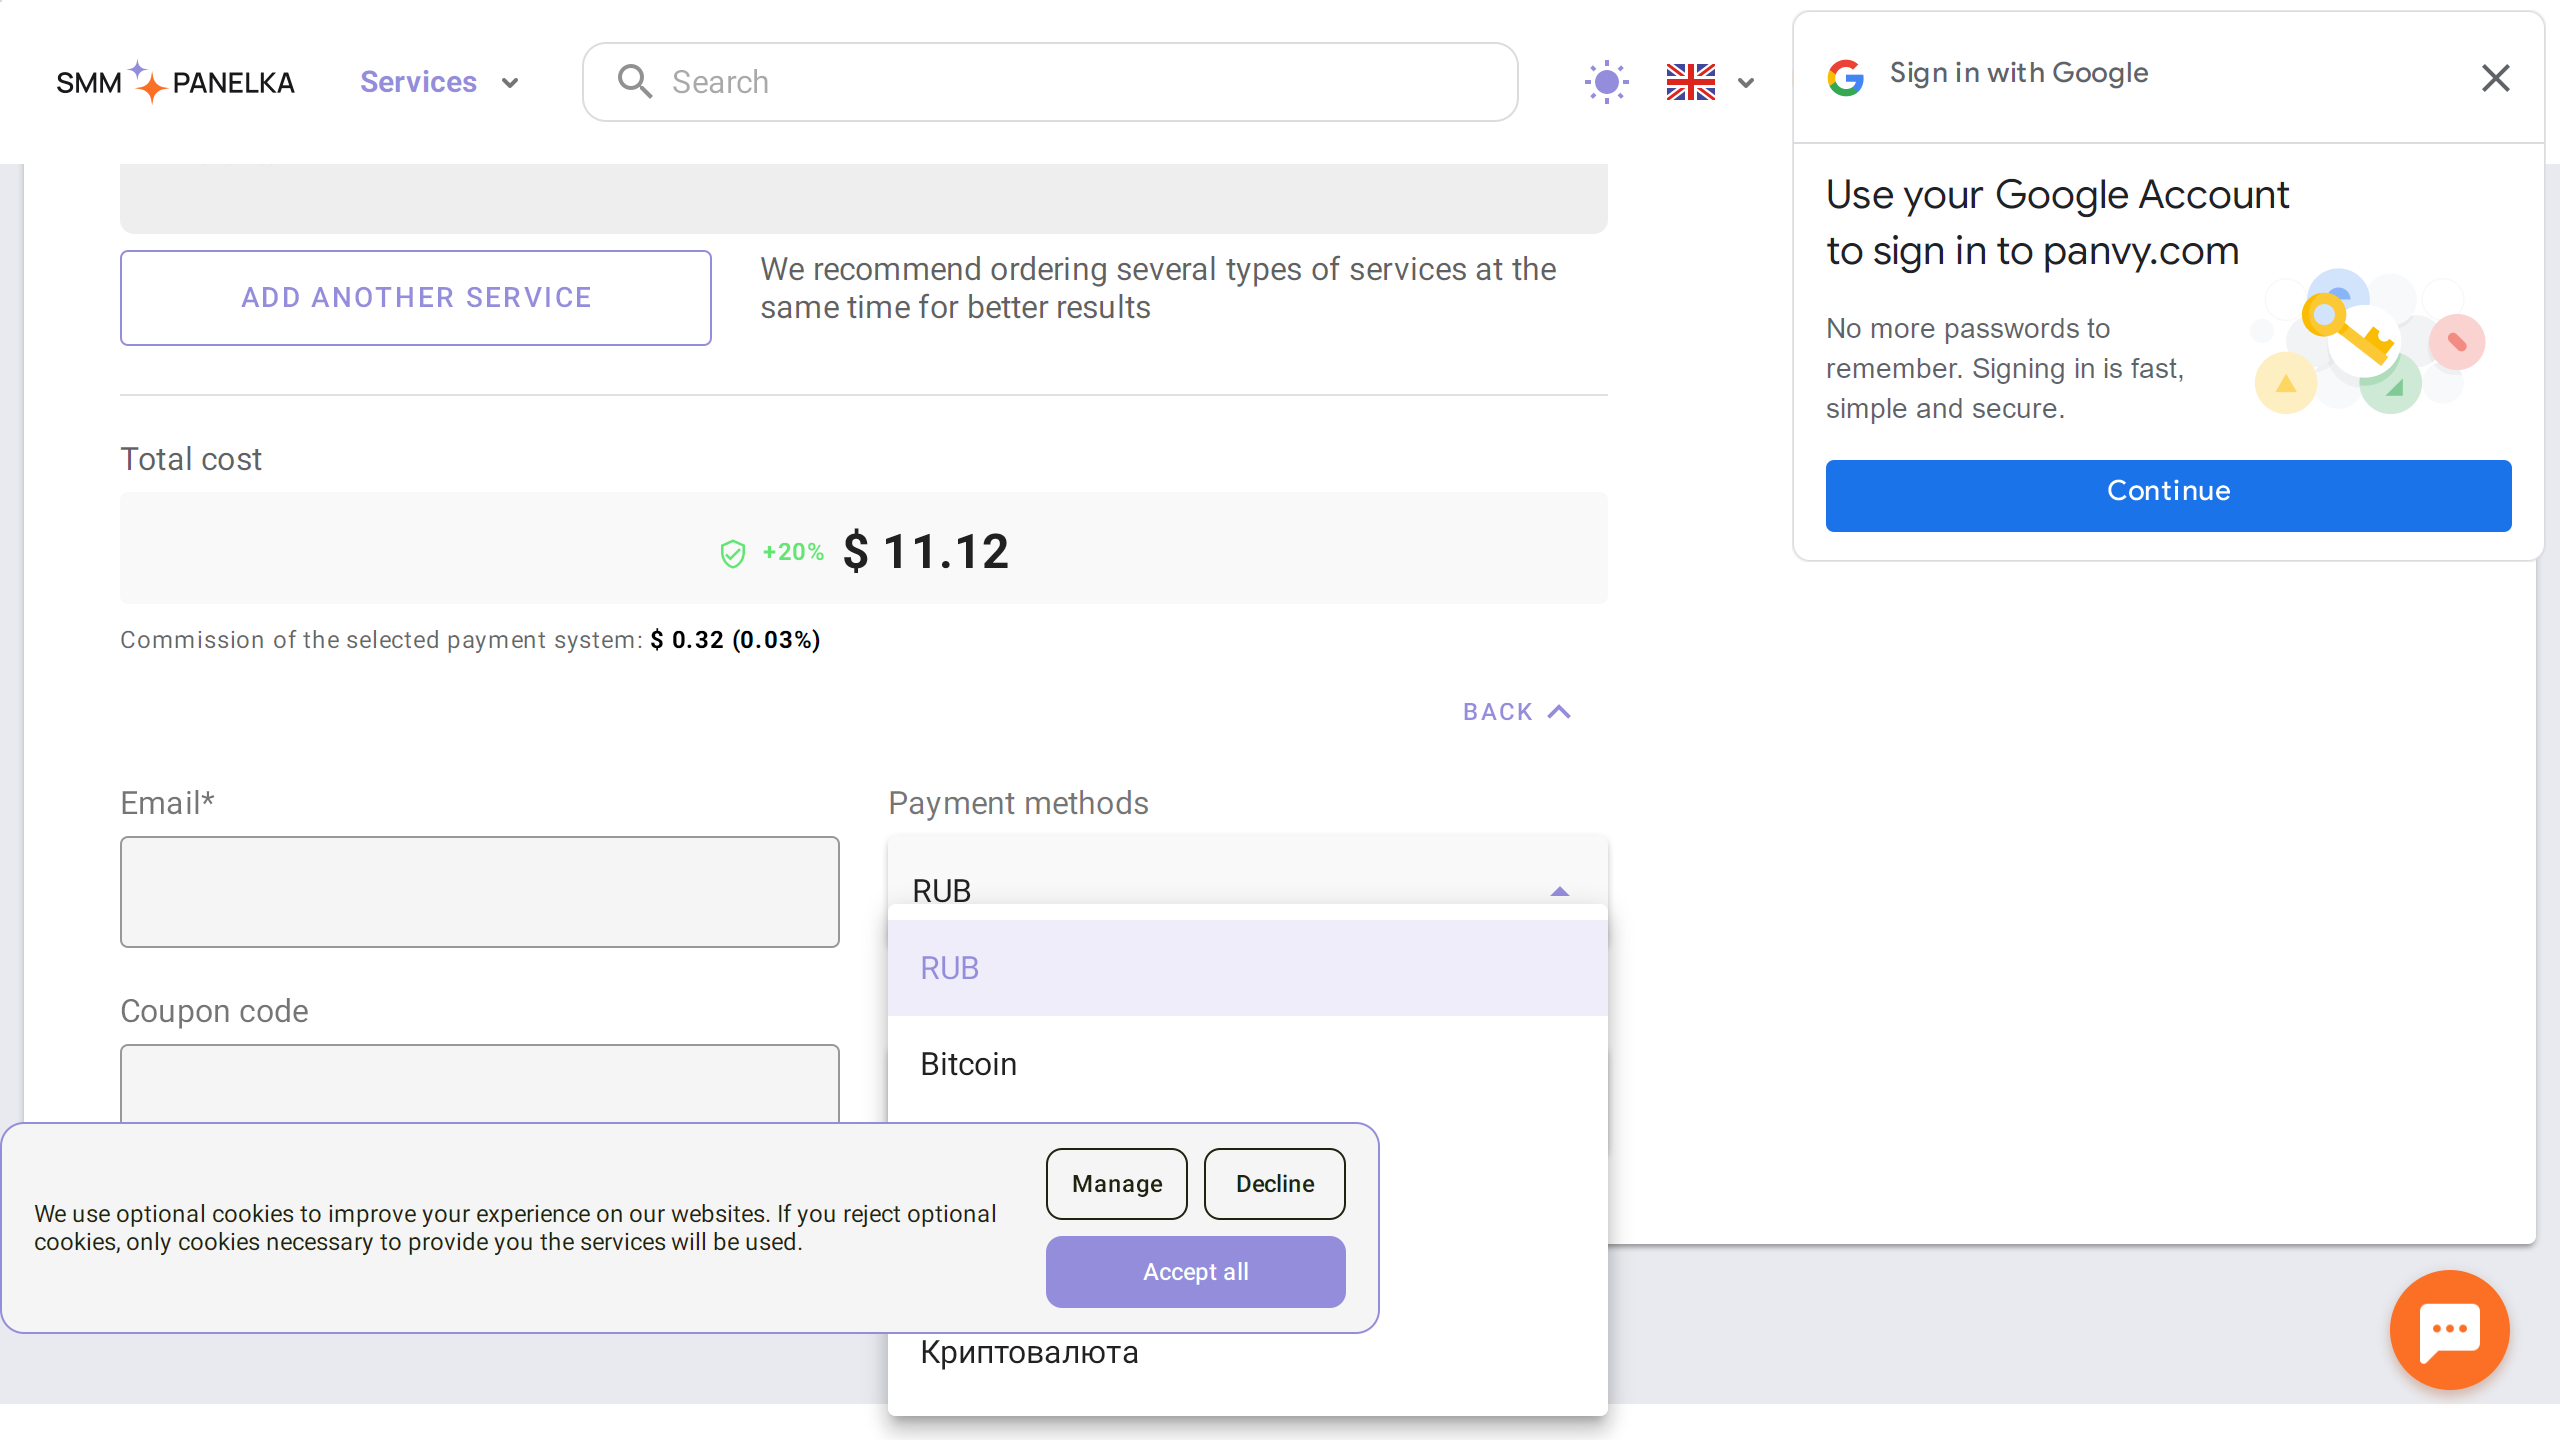 SMM PANELKA
Services
Search
Sign in with Google
Use your Google Account
to sign in to panvy.com
No more passwords to
remember. Signing in is fast,
simple and secure.
Continue
ADD ANOTHER SERVICE
We recommend ordering several types of services at the
same time for better results
Total cost
+20% $ 11.12
Commission of the selected payment system: $ 0.32 (0.03%)
BACK
Email*
Payment methods
RUB
RUB
Bitcoin
Coupon code
We use optional cookies to improve your experience on our websites. If you reject optional
cookies, only cookies necessary to provide you the services will be used.
Manage
Decline
Accept all
Криптовалюта